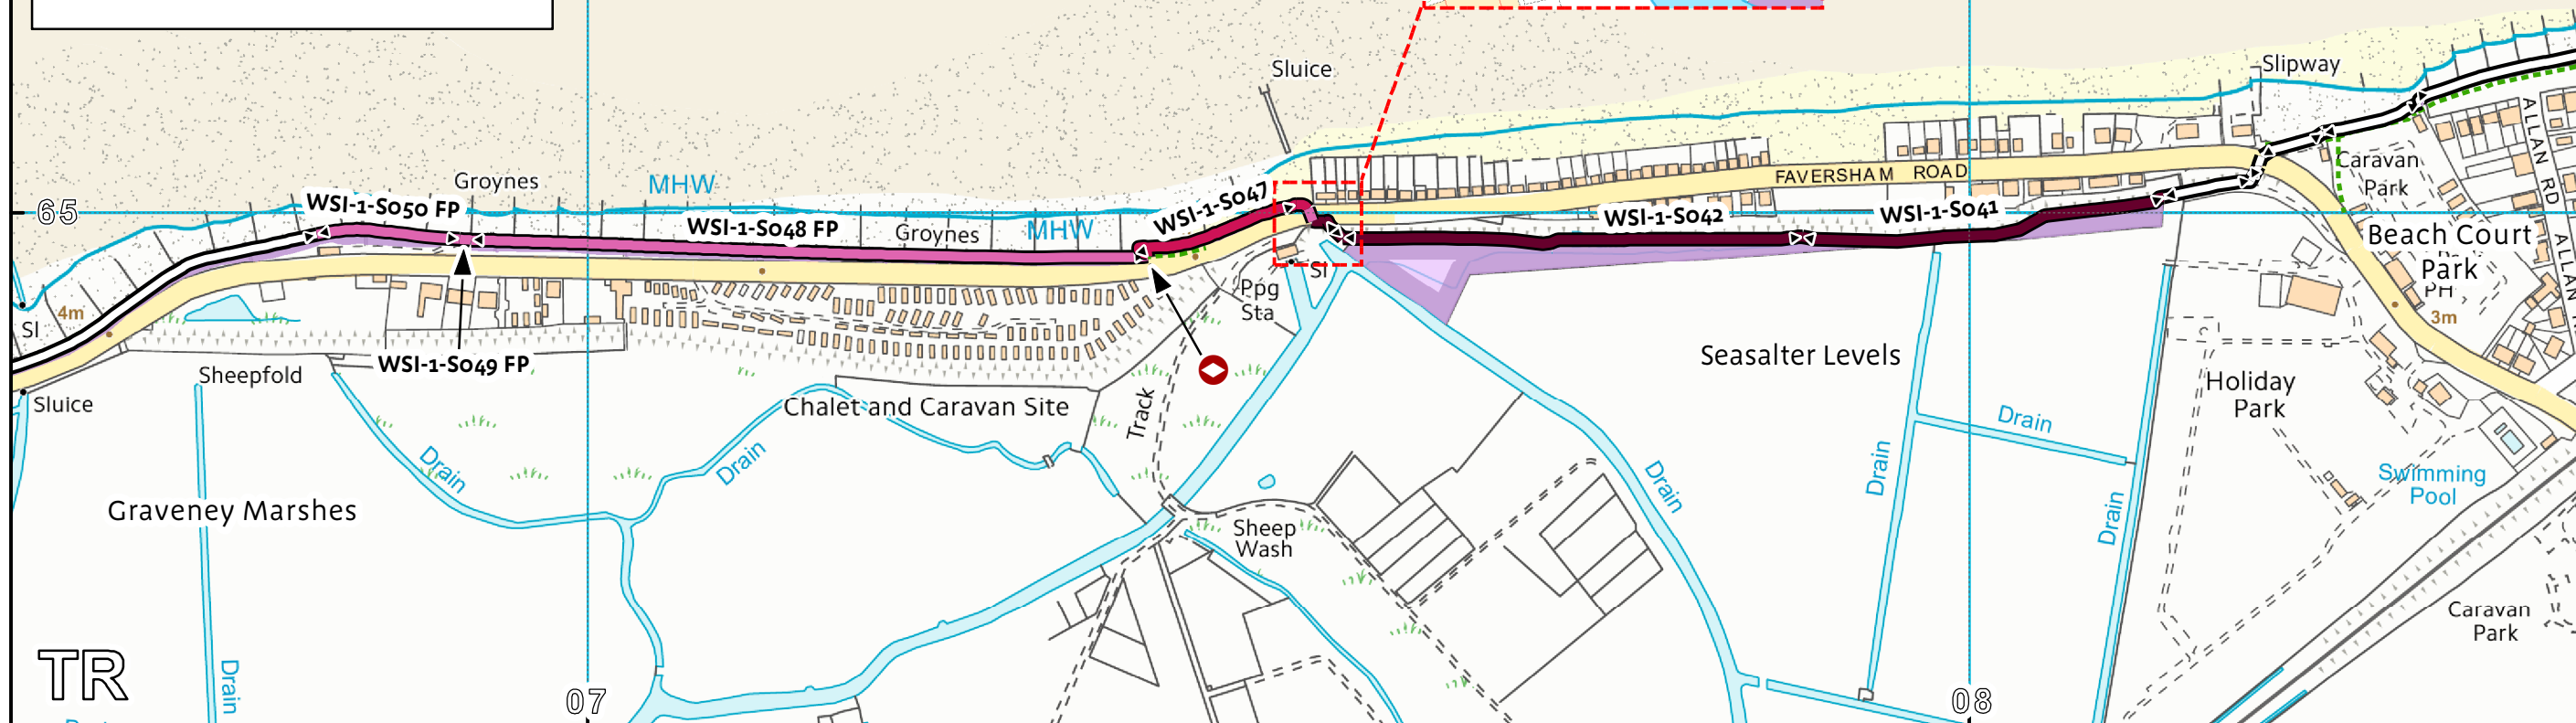 Sluice
Slipway
ALLAN RD
ALLAN
Caravan
Park
FAVERSHAM ROAD
Groynes
MHW
WSI-1-S047
WSI-1-S050 FP
65
WSI-1-S048 FP
Groynes
MHW
WSI-1-S042
WSI-1-S041
Beach Court
Park
PH
3m
Sl
4m
Sl
Ppg
Sta
WSI-1-S049 FP
Sheepfold
Sluice
Seasalter Levels
Holiday
Park
Chalet and Caravan Site
Track
Drain
Drain
Drain
Drain
Drain
Drain
Swimming
Pool
Graveney Marshes
Sheep
Wash
Caravan
Park
TR
Drain
07
08